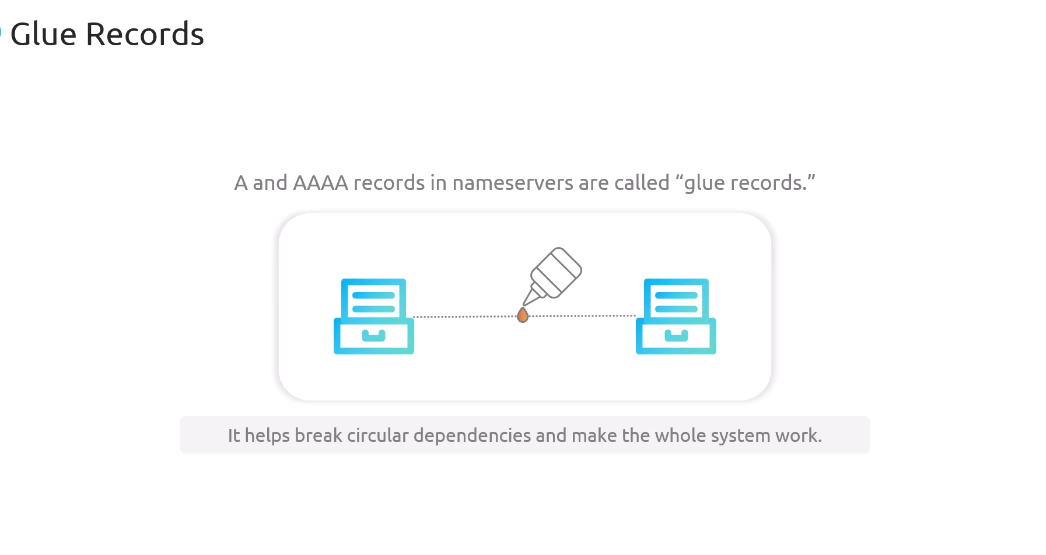 Glue Records
A and AAAA records in nameservers are called “glue records.”
It helps break circular dependencies and make the whole system work.